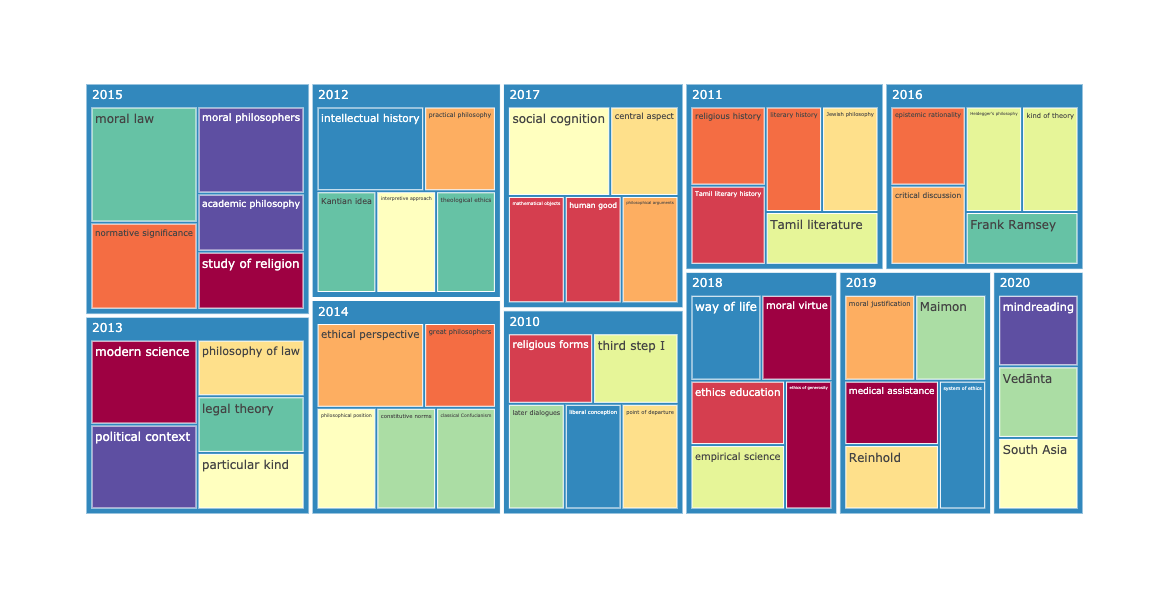 2015
moral law
moral philosophers
academic philosophy
normative significance
study of religion
2013
modern science
philosophy of law
legal theory
political context
particular kind
2012
intellectual history
practical philosophy
Kantian idea
interpretive approach
theological ethics
2014
ethical perspective
great philosophers
philosophical position
constitutive norms
classical Confucianism
2017
social cognition
central aspect
mathematical objects
human good
philosophical arguments
2010
religious forms
third step I
later dialogues
liberal conception
point of departure
2011
religious history
literary history
Jewish philosophy
Tamil literary history
Tamil literature
2016
epistemic rationality
Heidegger's philosophy
kind of theory
critical discussion
Frank Ramsey
2018
way of life
moral virtue
ethics education
ethics of generosity
empirical science
2019
moral justification
Maimon
medical assistance
system of ethics
Reinhold
2020
mindreading
Vedānta
South Asia